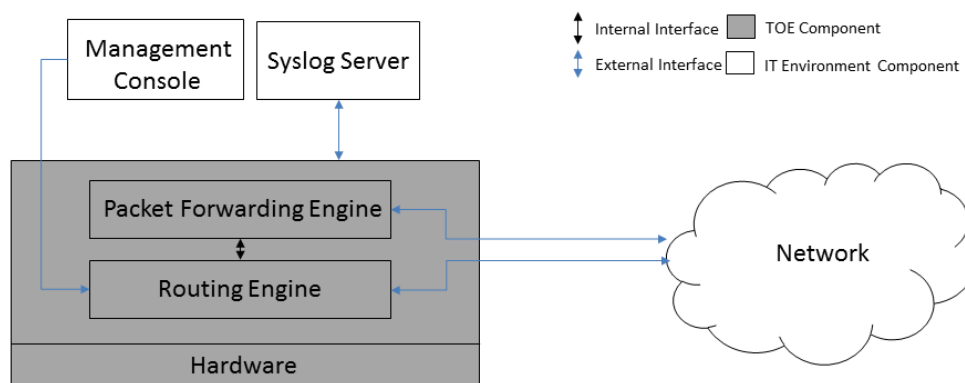 Management
Console
Syslog Server
Internal Interface
TOE Component
External Interface
IT Environment Component
Packet Forwarding Engine
Routing Engine
Network
Hardware